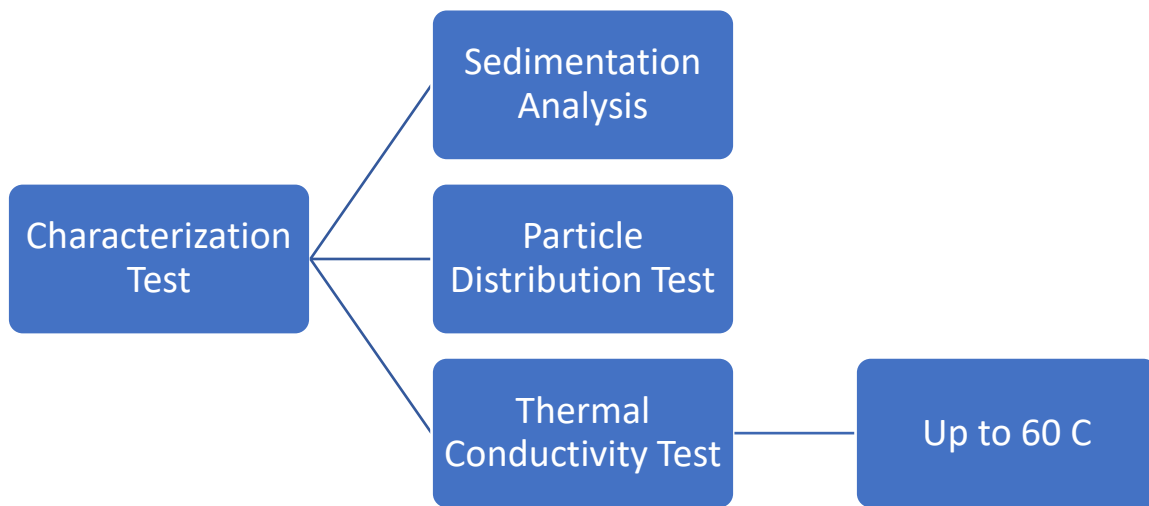 Sedimentation
Analysis
Characterization
Test
Particle
Distribution Test
Thermal
Conductivity Test
Up to 60 C